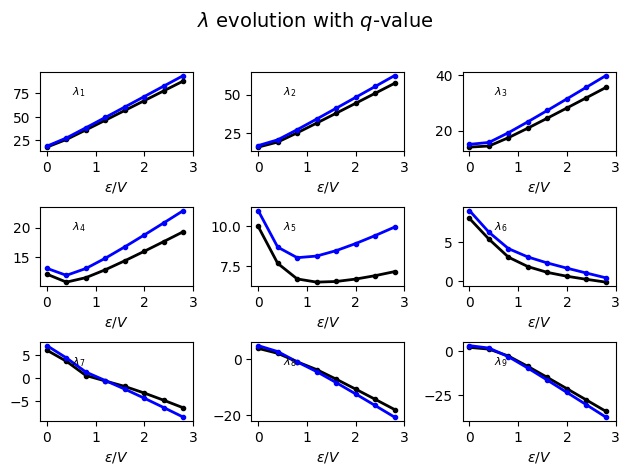 λ evolution with q-value
λ₁ λ₂ λ₃
75 50 40
50
25 25 20
0 1 2 3 0 1 2 3 0 1 2 3
ε/V ε/V ε/V
λ₄ λ₅ λ₆
20 10.0 5
15 7.5 0
0 1 2 3 0 1 2 3 0 1 2 3
ε/V ε/V ε/V
λ₇ λ₈ λ₉
5 0 0
0
−5 −20 −25
0 1 2 3 0 1 2 3 0 1 2 3
ε/V ε/V ε/V